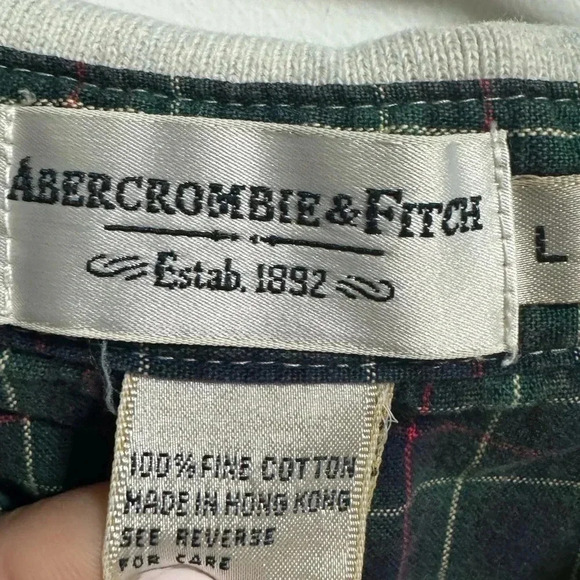 ABERCROMBIE & FITCH
Estab. 1892
L
100% FINE COTTON
MADE IN HONG KONG
SEE REVERSE
FOR CARE